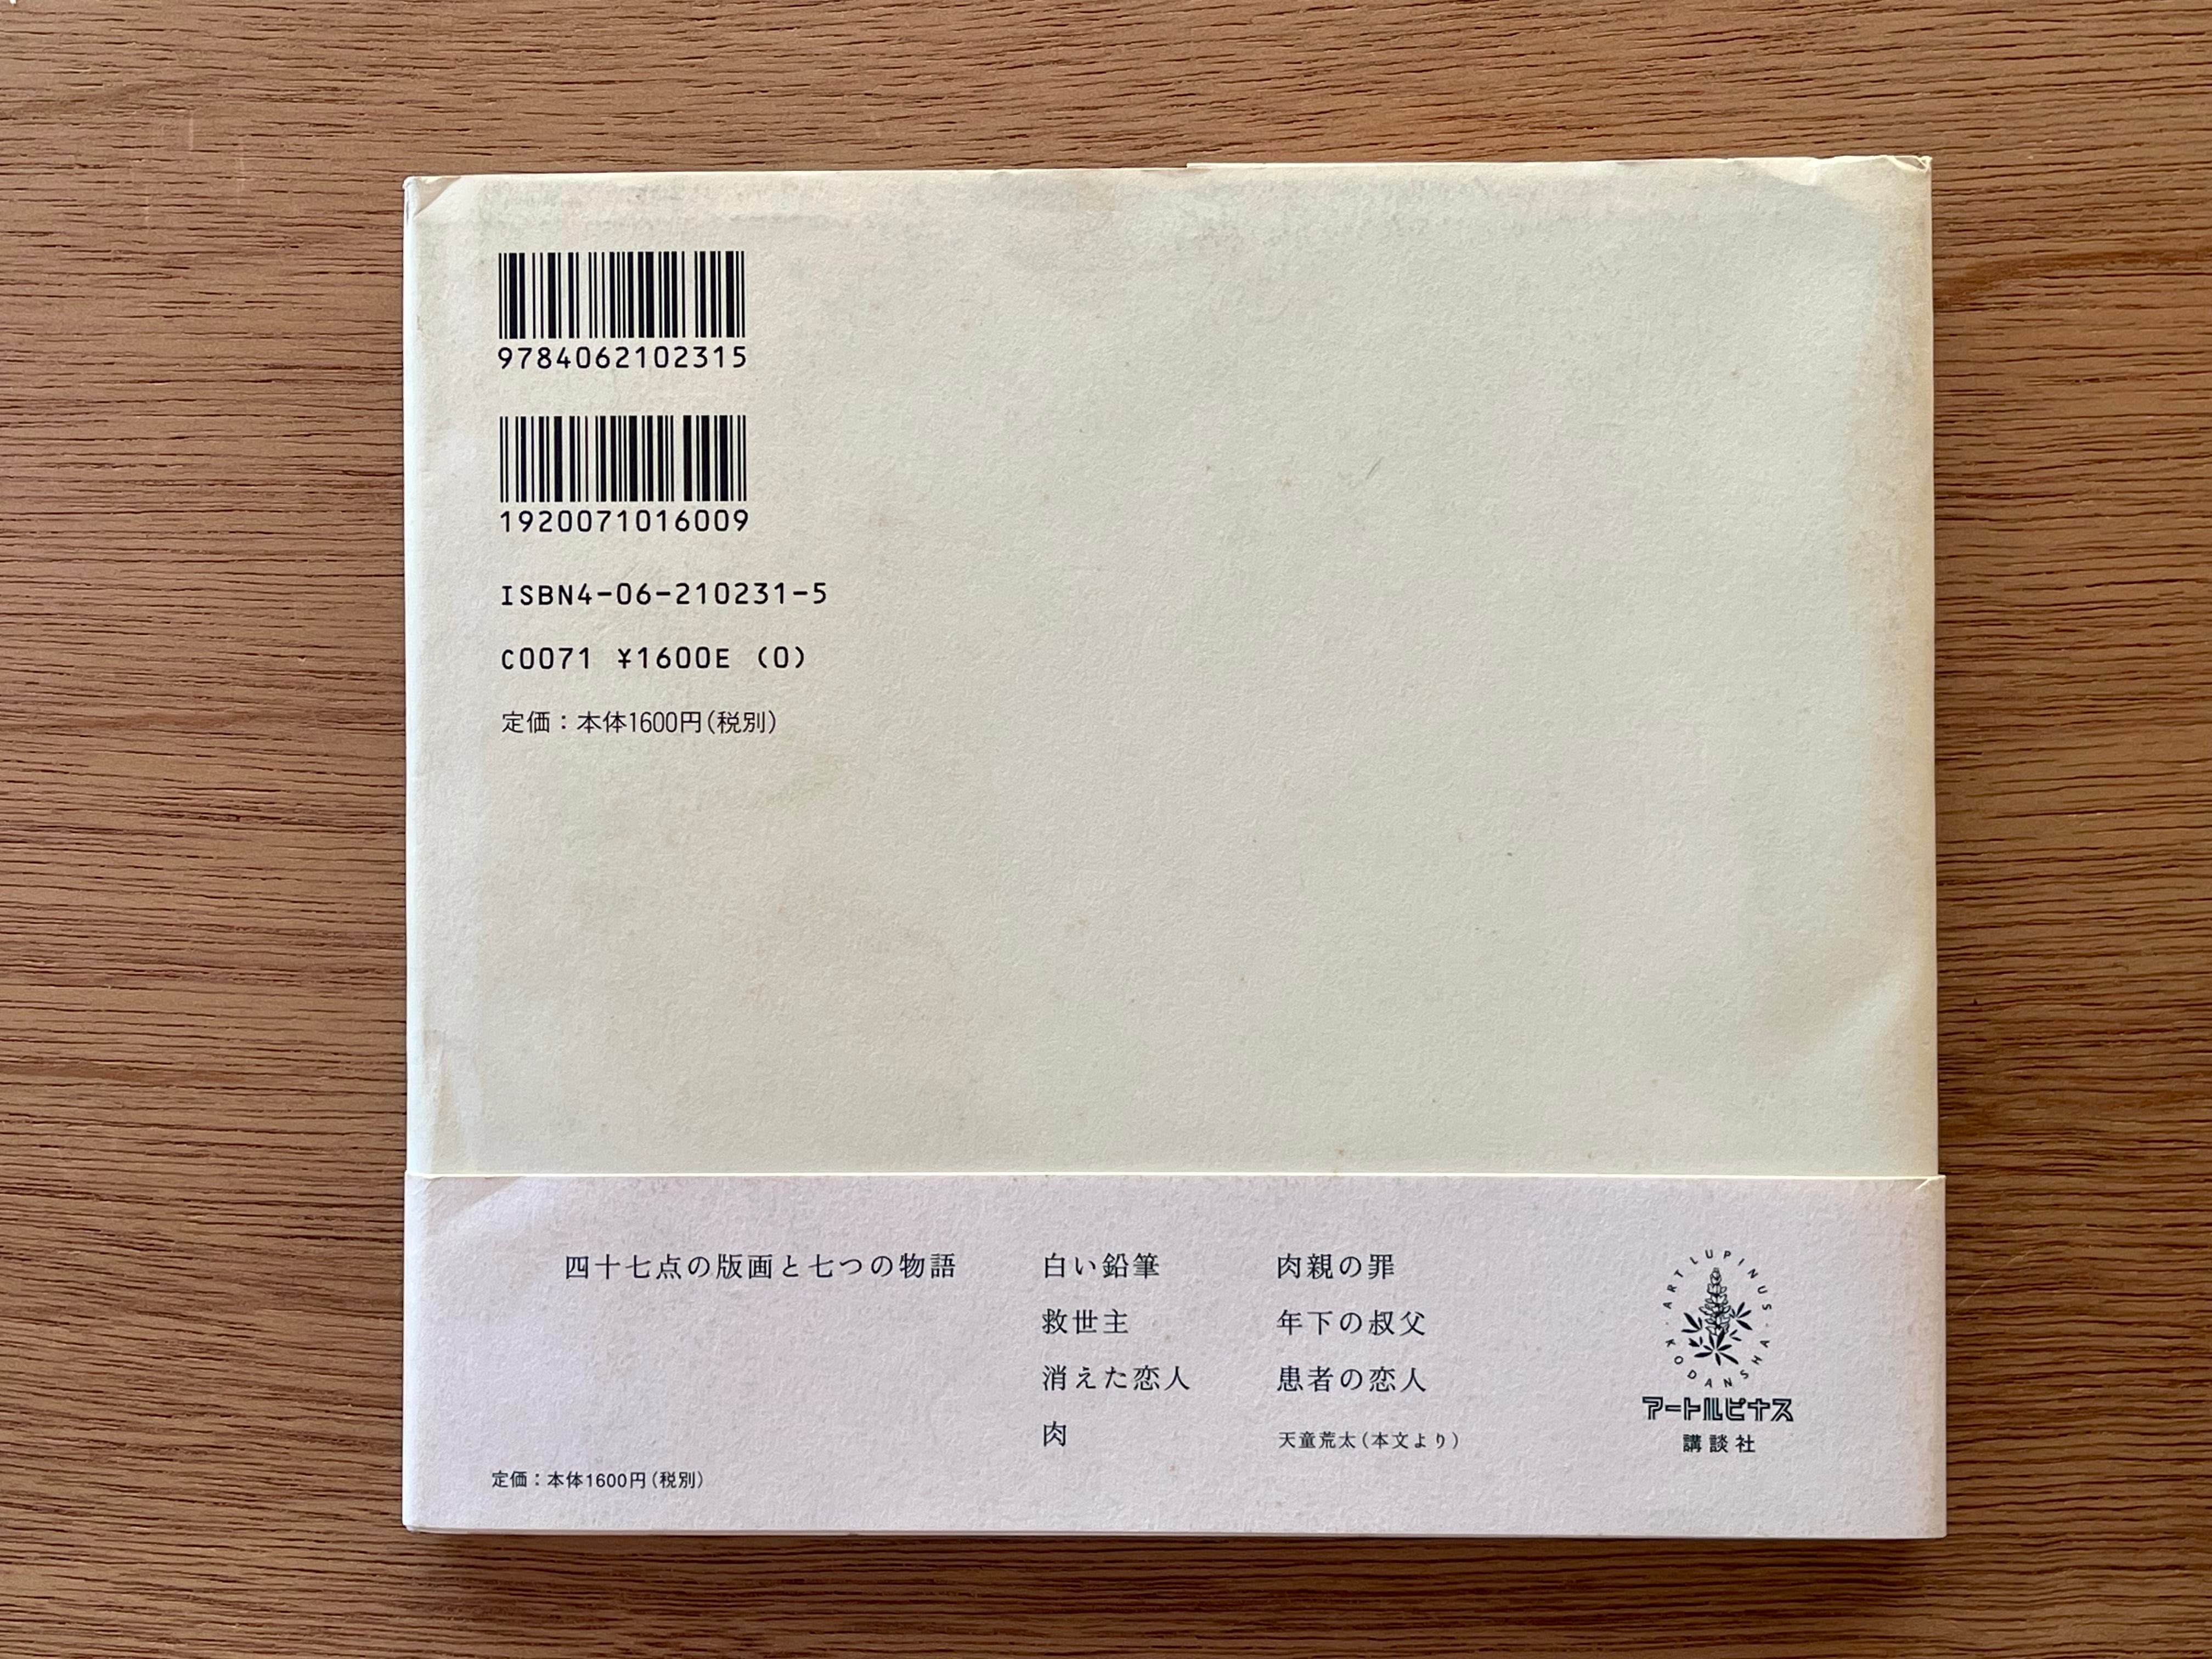 9784062102315
1920071016009
ISBN4-06-210231-5
C0071 ¥1600E (0)
定価：本体1600円(税別)
四十七点の版画と七つの物語
白い鉛筆
救世主
消えた恋人
肉
肉親の罪
年下の叔父
患者の恋人
天童荒太(本文より)
定価：本体1600円(税別)
ART LUPINUS・KODANSHA・
アートルピナス
講談社